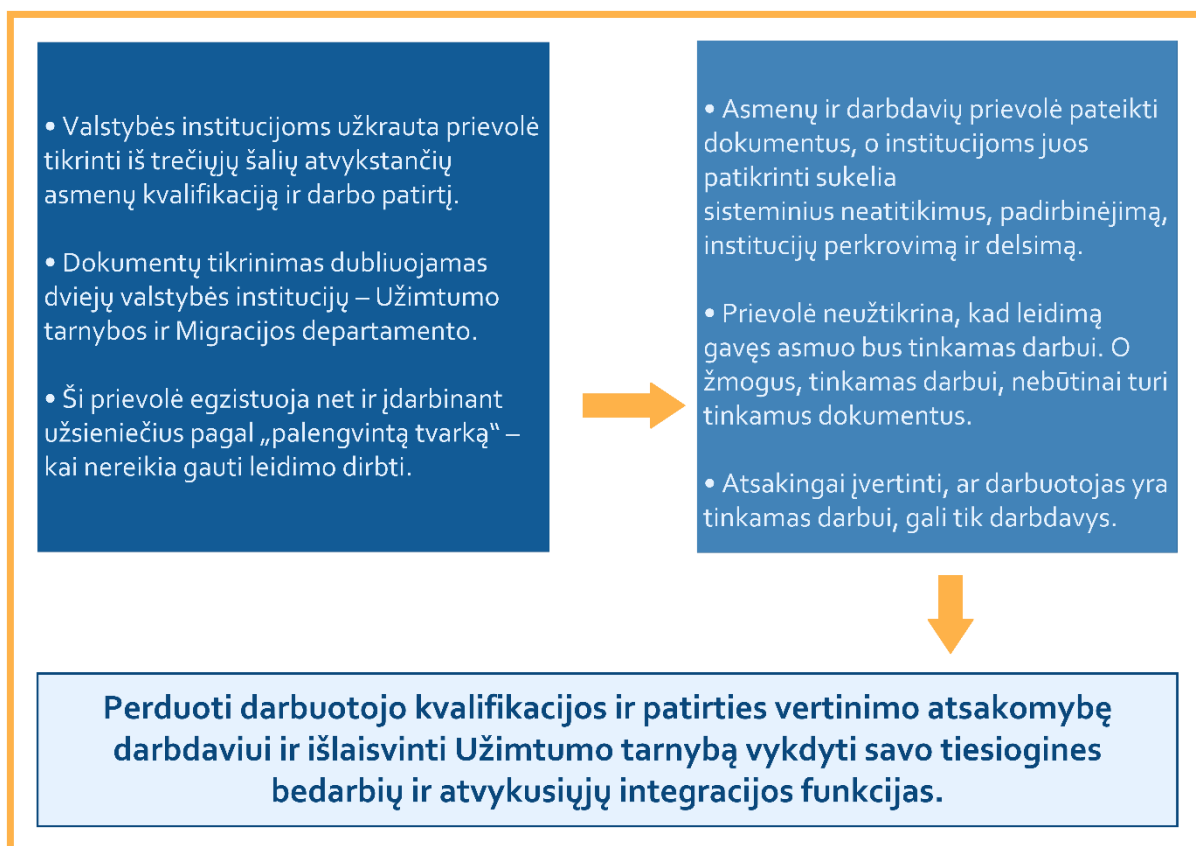 • Valstybės institucijoms užkrauta prievolė
tikrinti iš trečiųjų šalių atvykstančių
asmenų kvalifikaciją ir darbo patirtį.
• Dokumentų tikrinimas dubliuojamas
dviejų valstybės institucijų – Užimtumo
tarnybos ir Migracijos departamento.
• Ši prievolė egzistuoja net ir įdarbinant
užsieniečius pagal „palengvintą tvarką“ –
kai nereikia gauti leidimo dirbti.
• Asmenų ir darbdavių prievolė pateikti
dokumentus, o institucijoms juos
patikrinti sukelia
sisteminius neatitikimus, padirbinėjimą,
institucijų perkrovimą ir delsimą.
• Prievolė neužtikrina, kad leidimą
gavęs asmuo bus tinkamas darbui. O
žmogus, tinkamas darbui, nebūtinai turi
tinkamus dokumentus.
• Atsakingai įvertinti, ar darbuotojas yra
tinkamas darbui, gali tik darbdavys.
Perduoti darbuotojo kvalifikacijos ir patirties vertinimo atsakomybę
darbdaviui ir išlaisvinti Užimtumo tarnybą vykdyti savo tiesiogines
bedarbių ir atvykusiųjų integracijos funkcijas.